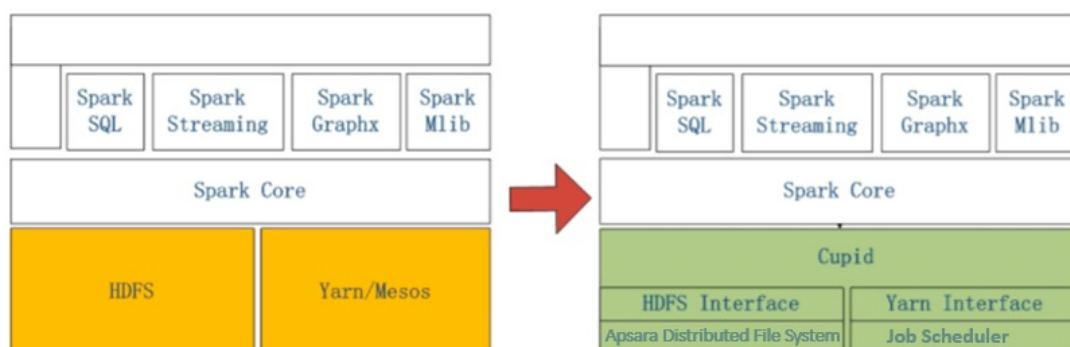 Spark
SQL
Spark
Streaming
Spark
Graphx
Spark
Mlib
Spark Core
HDFS
Yarn/Mesos
Spark
SQL
Spark
Streaming
Spark
Graphx
Spark
Mlib
Spark Core
Cupid
HDFS Interface
Yarn Interface
Apsara Distributed File System
Job Scheduler